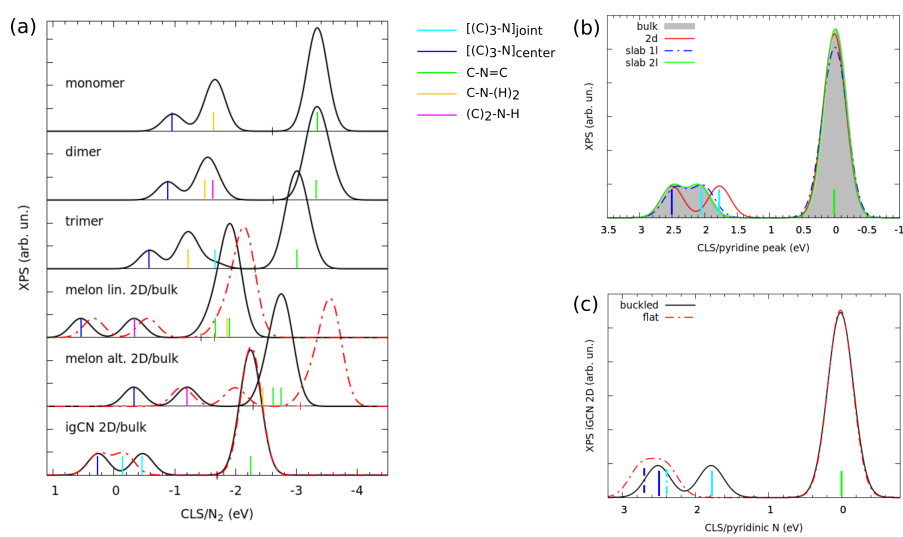 (a)
monomer
dimer
trimer
melon lin. 2D/bulk
melon alt. 2D/bulk
igCN 2D/bulk
XPS (arb. un.)
1 0 -1 -2 -3 -4
CLS/N2 (eV)
[(C)3-N]joint
[(C)3-N]center
C-N=C
C-N-(H)2
(C)2-N-H
(b)
bulk
2d
slab 1l
slab 2l
XPS (arb. un.)
3.5 3 2.5 2 1.5 1 0.5 0 -0.5 -1
CLS/pyridine peak (eV)
(c)
buckled
flat
XPS iGCN 2D (arb. un.)
3 2 1 0
CLS/pyridinic N (eV)